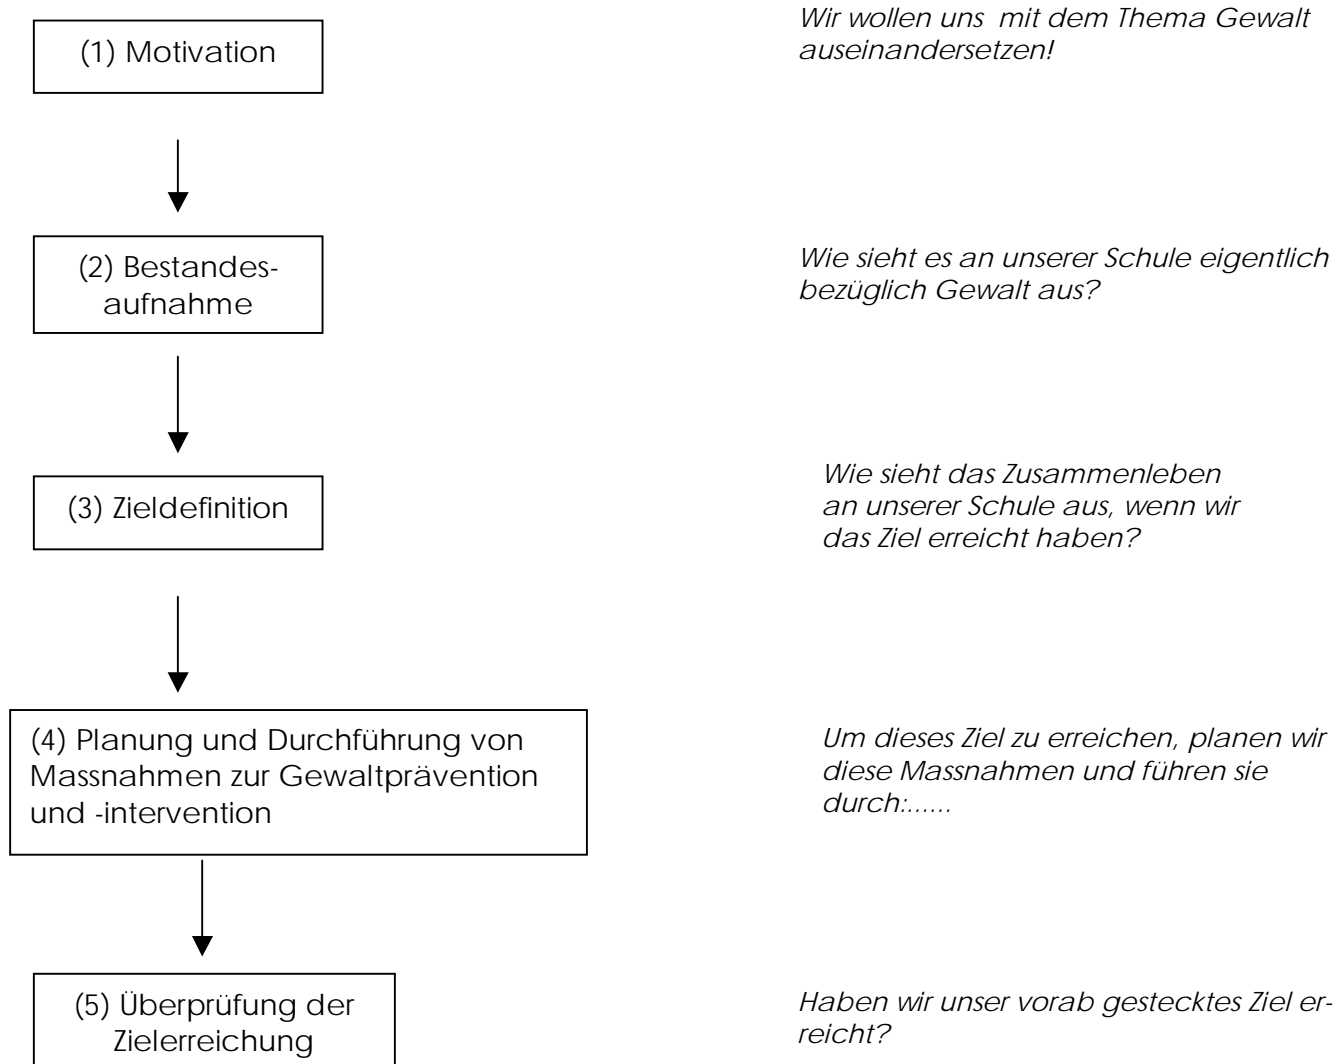 (1) Motivation
Wir wollen uns  mit dem Thema Gewalt
auseinandersetzen!
(2) Bestandes-
aufnahme
Wie sieht es an unserer Schule eigentlich
bezüglich Gewalt aus?
(3) Zieldefinition
Wie sieht das Zusammenleben
an unserer Schule aus, wenn wir
das Ziel erreicht haben?
(4) Planung und Durchführung von
Massnahmen zur Gewaltprävention
und -intervention
Um dieses Ziel zu erreichen, planen wir
diese Massnahmen und führen sie
durch:......
(5) Überprüfung der
Zielerreichung
Haben wir unser vorab gestecktes Ziel er-
reicht?